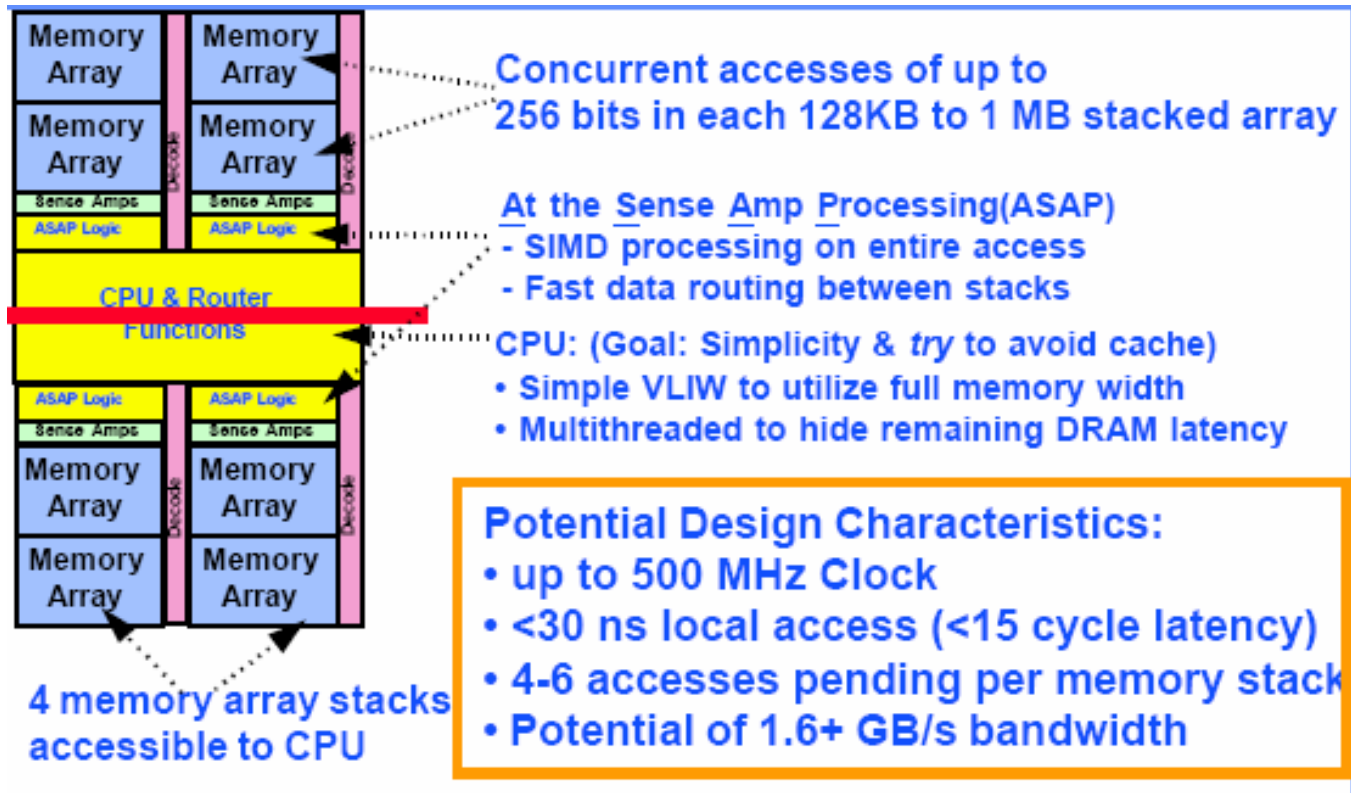 Memory
Array
Memory
Array
Memory
Array
Memory
Array
Decode
Decode
Sense Amps
Sense Amps
ASAP Logic
ASAP Logic
CPU & Router
Functions
ASAP Logic
ASAP Logic
Sense Amps
Sense Amps
Memory
Array
Memory
Array
Decode
Decode
Memory
Array
Memory
Array
4 memory array stacks
accessible to CPU
Concurrent accesses of up to
256 bits in each 128KB to 1 MB stacked array
At the Sense Amp Processing(ASAP)
- SIMD processing on entire access
- Fast data routing between stacks
CPU: (Goal: Simplicity & try to avoid cache)
• Simple VLIW to utilize full memory width
• Multithreaded to hide remaining DRAM latency
Potential Design Characteristics:
• up to 500 MHz Clock
• <30 ns local access (<15 cycle latency)
• 4-6 accesses pending per memory stack
• Potential of 1.6+ GB/s bandwidth